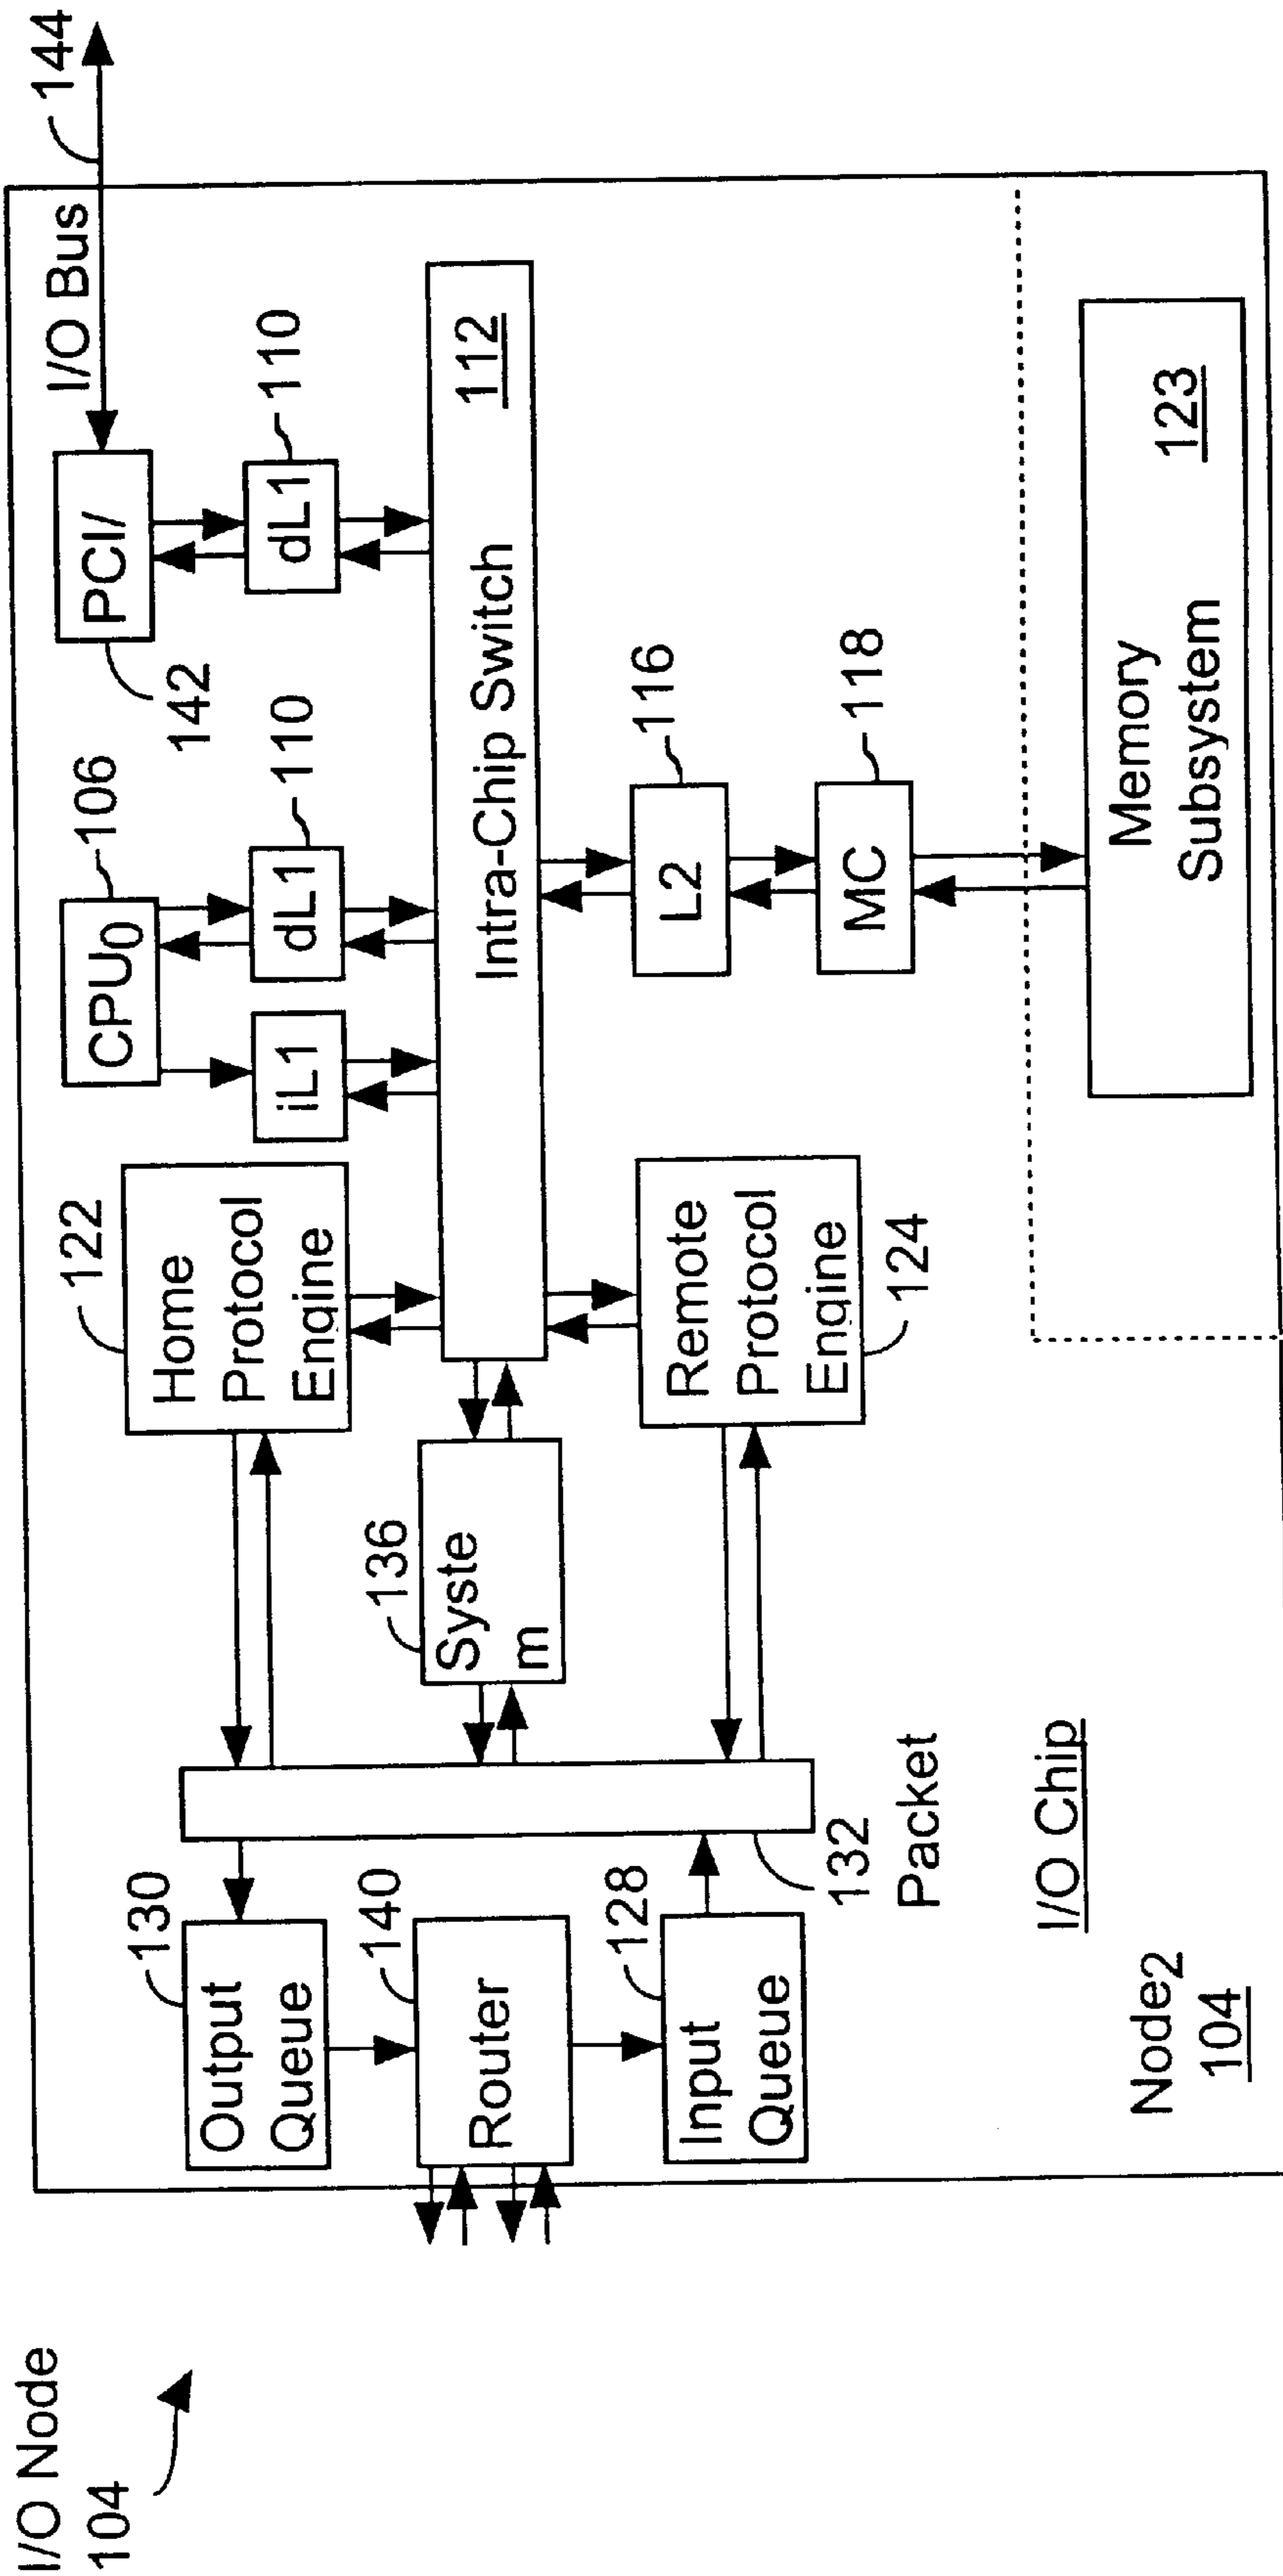 I/O Node
104
I/O Bus
144
CPU0
106
PCI/
142
iL1
dL1
110
dL1
110
Home
Protocol
Engine
122
Intra-Chip Switch
112
Output
Queue
130
Router
140
Input
Queue
128
132
Packet
Syste
m
136
Remote
Protocol
Engine
124
L2
116
MC
118
Memory
Subsystem
123
I/O Chip
Node2
104